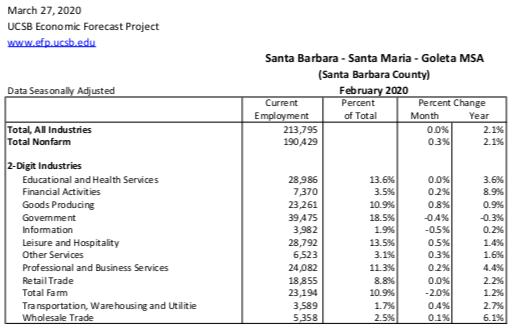 March 27, 2020
UCSB Economic Forecast Project
www.efp.ucsb.edu
Santa Barbara - Santa Maria - Goleta MSA
(Santa Barbara County)
Data Seasonally Adjusted February 2020
Current Percent Percent Change
Employment of Total Month Year
Total, All Industries 213,795 0.0% 2.1%
Total Nonfarm 190,429 0.3% 2.1%
2-Digit Industries
Educational and Health Services 28,986 13.6% 0.0% 3.6%
Financial Activities 7,370 3.5% 0.2% 8.9%
Goods Producing 23,261 10.9% 0.8% 0.9%
Government 39,475 18.5% -0.4% -0.3%
Information 3,982 1.9% -0.5% 0.2%
Leisure and Hospitality 28,792 13.5% 0.5% 1.4%
Other Services 6,523 3.1% 0.3% 1.6%
Professional and Business Services 24,082 11.3% 0.2% 4.4%
Retail Trade 18,855 8.8% 0.0% 2.2%
Total Farm 23,194 10.9% -2.0% 1.2%
Transportation, Warehousing and Utilitie 3,589 1.7% 0.4% 2.7%
Wholesale Trade 5,358 2.5% 0.1% 6.1%